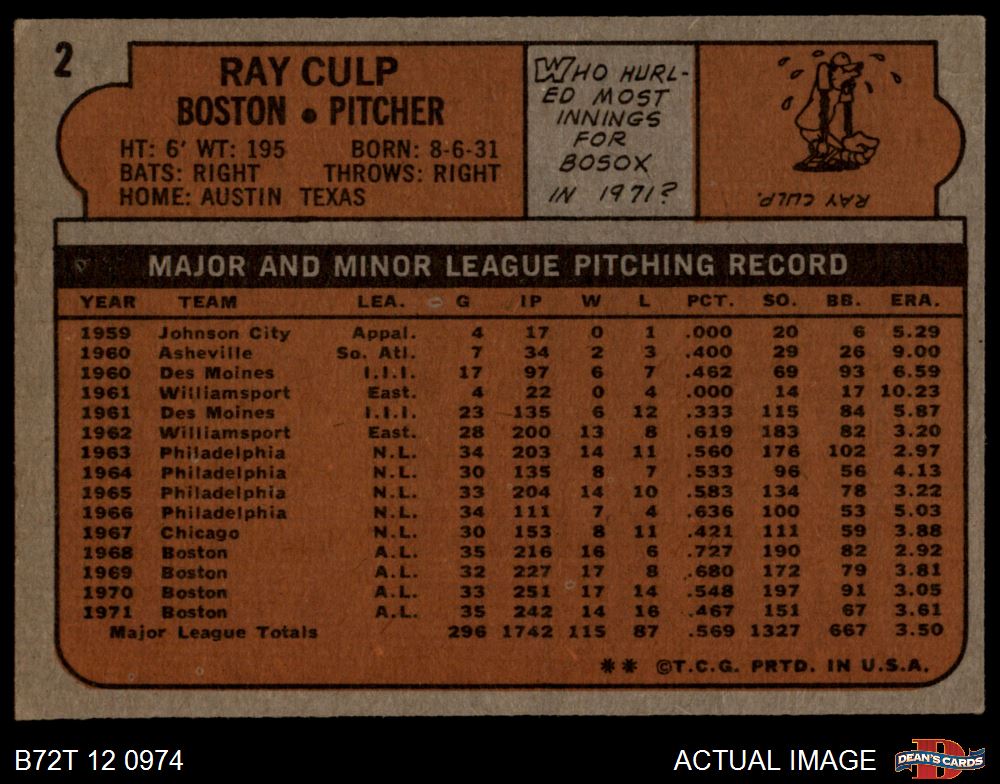 2
RAY CULP
BOSTON • PITCHER
HT: 6' WT: 195 BORN: 8-6-31
BATS: RIGHT THROWS: RIGHT
HOME: AUSTIN TEXAS
WHO HURL-
ED MOST
INNINGS
FOR
BOSOX
IN 1971?
RAY CULP.
MAJOR AND MINOR LEAGUE PITCHING RECORD
YEAR TEAM LEA. G IP W L PCT. SO. BB. ERA.
1959 Johnson City Appal. 4 17 0 1 .000 20 6 5.29
1960 Asheville So. Atl. 7 34 2 3 .400 29 26 9.00
1960 Des Moines I.I.I. 17 97 6 7 .462 69 93 6.59
1961 Williamsport East. 4 22 0 4 .000 14 17 10.23
1961 Des Moines I.I.I. 23 135 6 12 .333 115 84 5.87
1962 Williamsport East. 28 200 13 8 .619 183 82 3.20
1963 Philadelphia N.L. 34 203 14 11 .560 176 102 2.97
1964 Philadelphia N.L. 30 135 8 7 .533 96 56 4.13
1965 Philadelphia N.L. 33 204 14 10 .583 134 78 3.22
1966 Philadelphia N.L. 34 111 7 4 .636 100 53 5.03
1967 Chicago N.L. 30 153 8 11 .421 111 59 3.88
1968 Boston A.L. 35 216 16 6 .727 190 82 2.92
1969 Boston A.L. 32 227 17 8 .680 172 79 3.81
1970 Boston A.L. 33 251 17 14 .548 197 91 3.05
1971 Boston A.L. 35 242 14 16 .467 151 67 3.61
Major League Totals 296 1742 115 87 .569 1327 667 3.50
** ©T.C.G. PRTD. IN U.S.A.
B72T 12 0974 ACTUAL IMAGE
D
DEAN'S CARDS